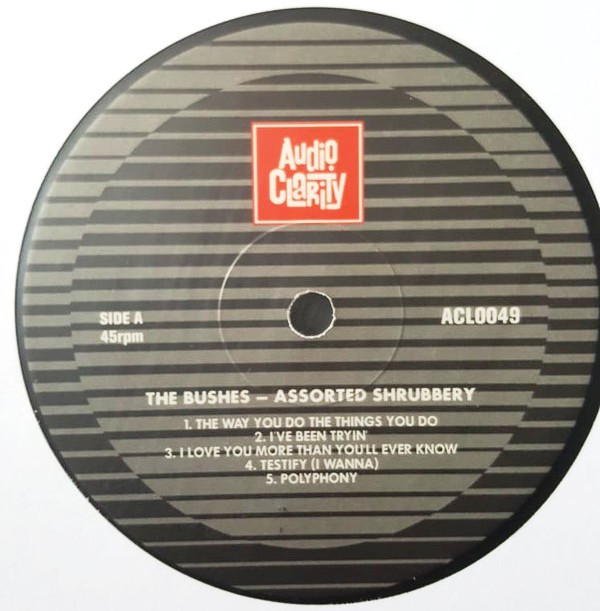 Audio
Clarity
SIDE A
45rpm
ACL0049
THE BUSHES – ASSORTED SHRUBBERY
1. THE WAY YOU DO THE THINGS YOU DO
2. I'VE BEEN TRYIN'
3. I LOVE YOU MORE THAN YOU'LL EVER KNOW
4. TESTIFY (I WANNA)
5. POLYPHONY